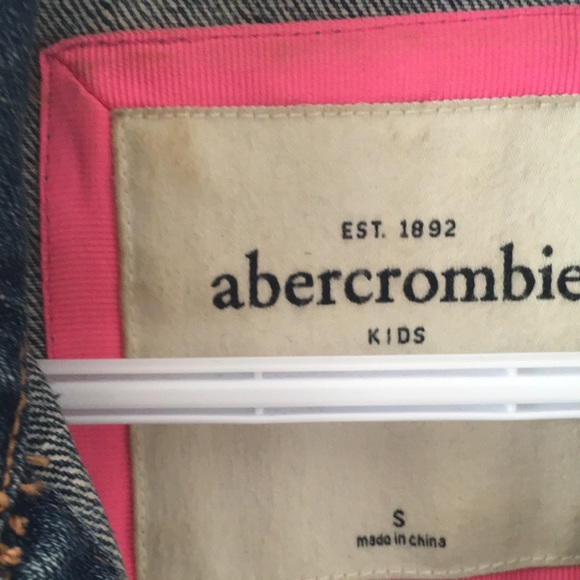 EST. 1892
abercrombie
KIDS
S
made in china